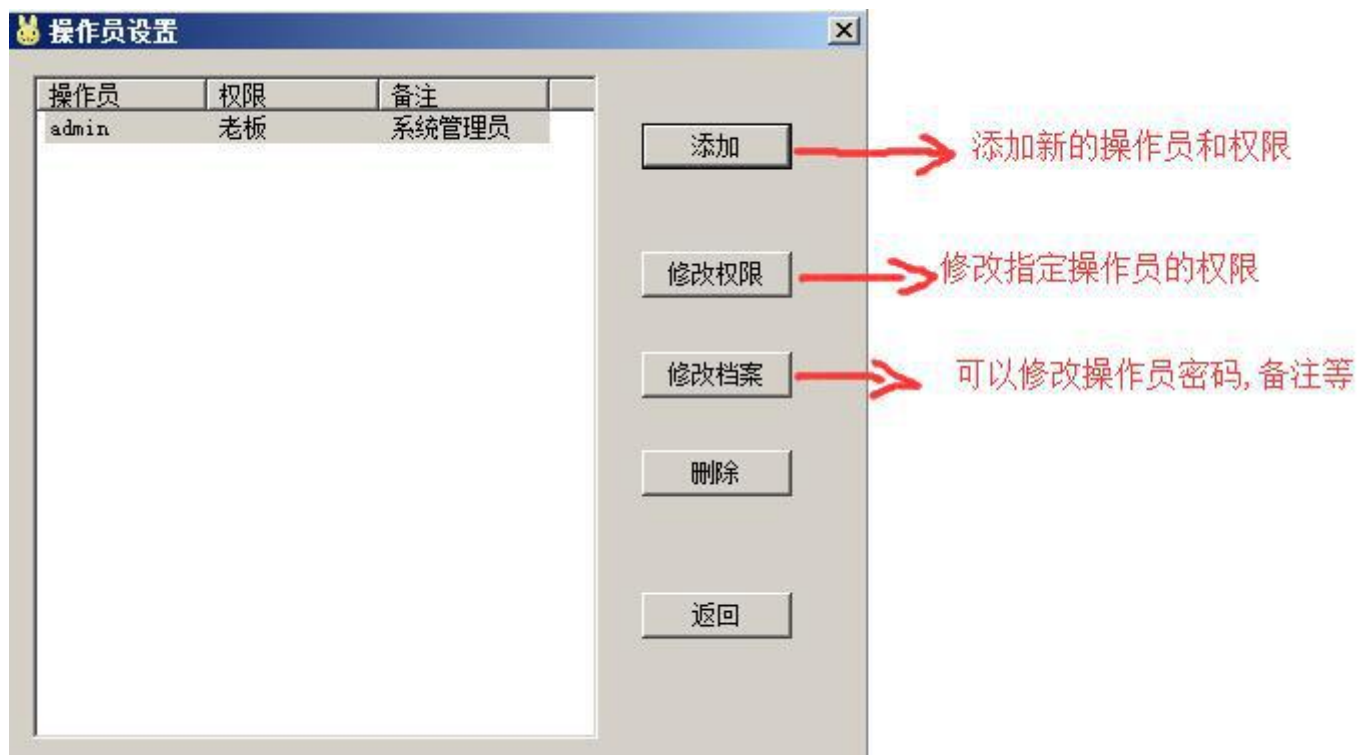 操作员设置
操作员 权限 备注
admin 老板 系统管理员
添加 添加新的操作员和权限
修改权限 修改指定操作员的权限
修改档案 可以修改操作员密码,备注等
删除
返回